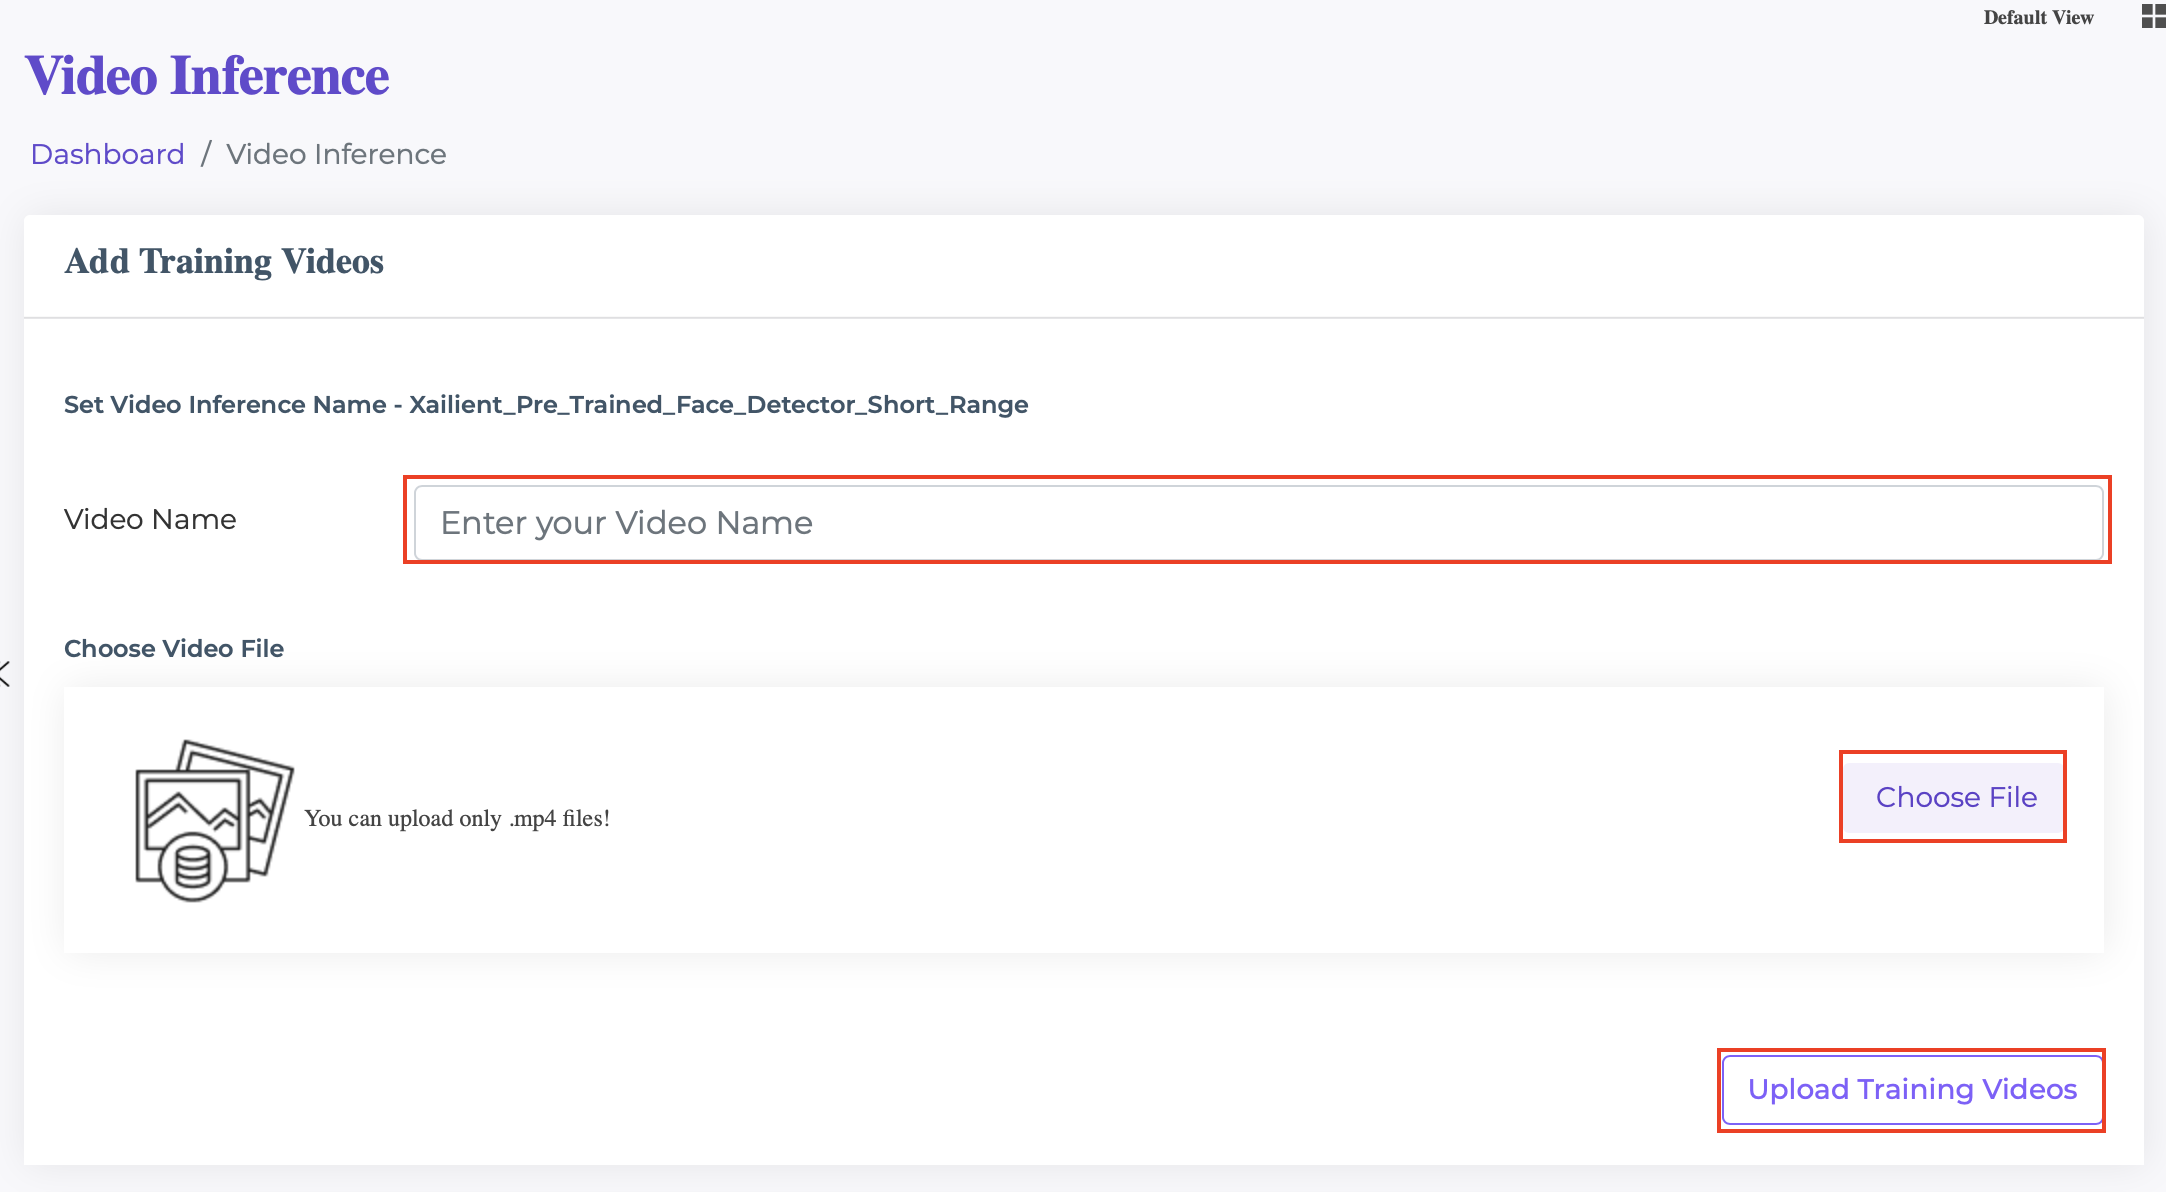 Default View
Video Inference
Dashboard / Video Inference
Add Training Videos
Set Video Inference Name - Xailient_Pre_Trained_Face_Detector_Short_Range
Video Name
Enter your Video Name
Choose Video File
You can upload only .mp4 files!
Choose File
Upload Training Videos